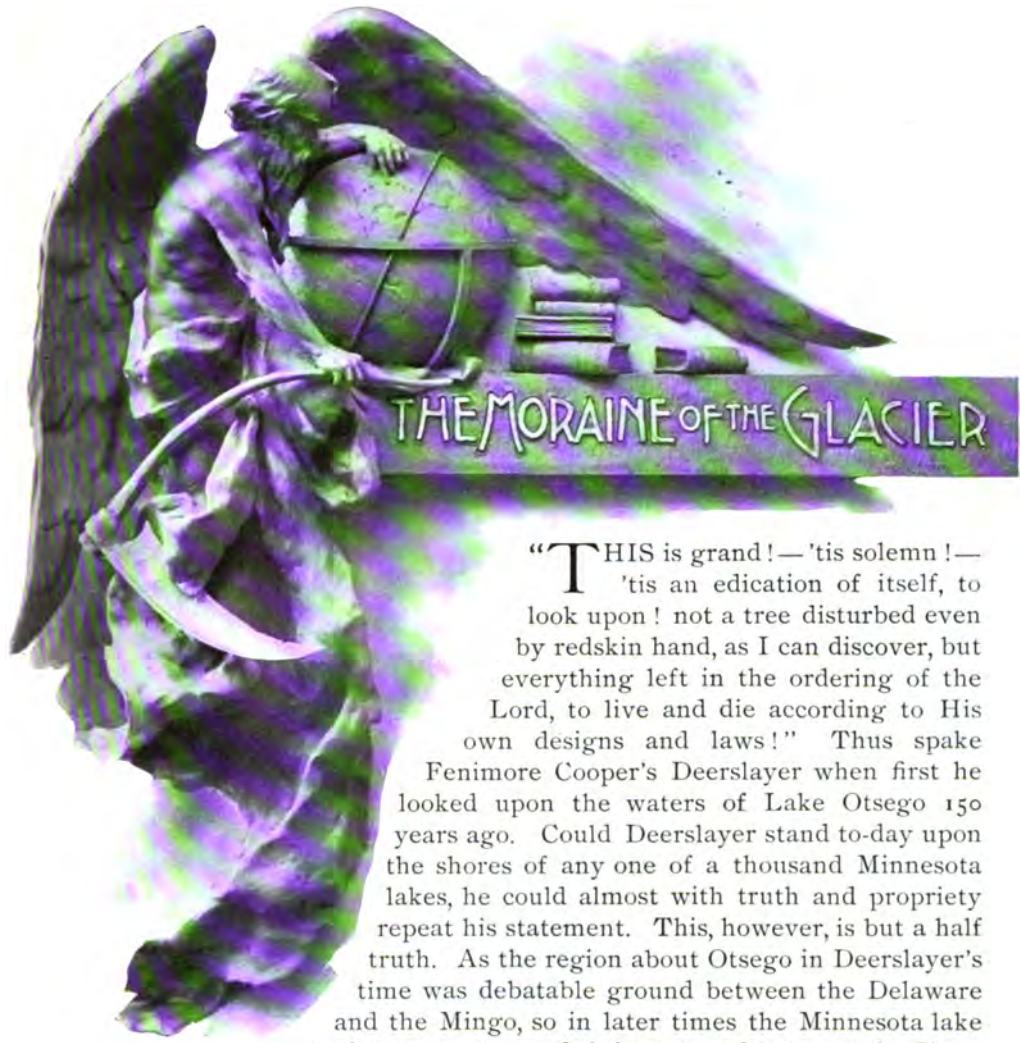 THE MORAINE OF THE GLACIER
“THIS is grand !— 'tis solemn !—
'tis an edication of itself, to
look upon ! not a tree disturbed even
by redskin hand, as I can discover, but
everything left in the ordering of the
Lord, to live and die according to His
own designs and laws!" Thus spake
Fenimore Cooper's Deerslayer when first he
looked upon the waters of Lake Otsego 150
years ago. Could Deerslayer stand to-day upon
the shores of any one of a thousand Minnesota
lakes, he could almost with truth and propriety
repeat his statement. This, however, is but a half
truth. As the region about Otsego in Deerslayer's
time was debatable ground between the Delaware
and the Mingo, so in later times the Minnesota lake